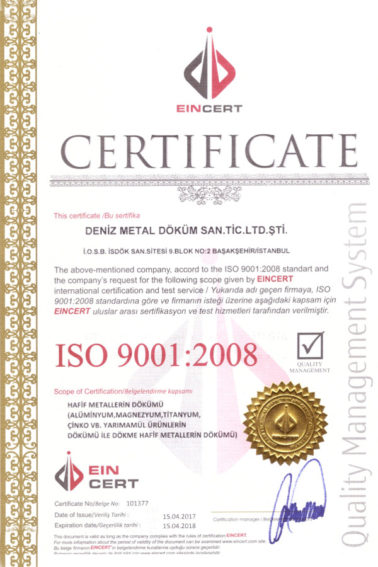 EINCERT
CERTIFICATE
This certificate /Bu sertifika
DENİZ METAL DÖKÜM SAN.TİC.LTD.ŞTİ.
İ.O.S.B. İSDÖK SAN.SİTESİ 9.BLOK NO:2 BAŞAKŞEHİR/İSTANBUL
The above-mentioned company, accord to the ISO 9001:2008 standart and
the company's request for the following scope given by EINCERT
international certification and test service / Yukarıda adı geçen firmaya, ISO
9001:2008 standardına göre ve firmanın isteği üzerine aşağıdaki kapsam için
EINCERT uluslar arası sertifikasyon ve test hizmetleri tarafından verilmiştir.
ISO 9001:2008
QUALITY
MANAGEMENT
Scope of Certification/Belgelendirme kapsamı
HAFİF METALLERİN DÖKÜMÜ
(ALÜMİNYUM,MAGNEZYUM,TİTANYUM,
ÇİNKO VB. YARIMAMÜL ÜRÜNLERİN
DÖKÜMÜ İLE DÖKME HAFİF METALLERİN DÖKÜMÜ)
EIN
CERT
Certificate No/Belge No: 101377
Date of Issue/Veriliş Tarihi : 15.04.2017
Expiration date/Geçerlilik tarihi : 15.04.2018
Certification manager /
This document is valid as long as the company complies with the rules of certification EINCERT.
For more information about the period of validity of the document can be examined www.eincert.com site.
Bu belge firmanın EINCERT'in belgelendirme kurallarına uyduğu sürece geçerlidir.
Quality Management System